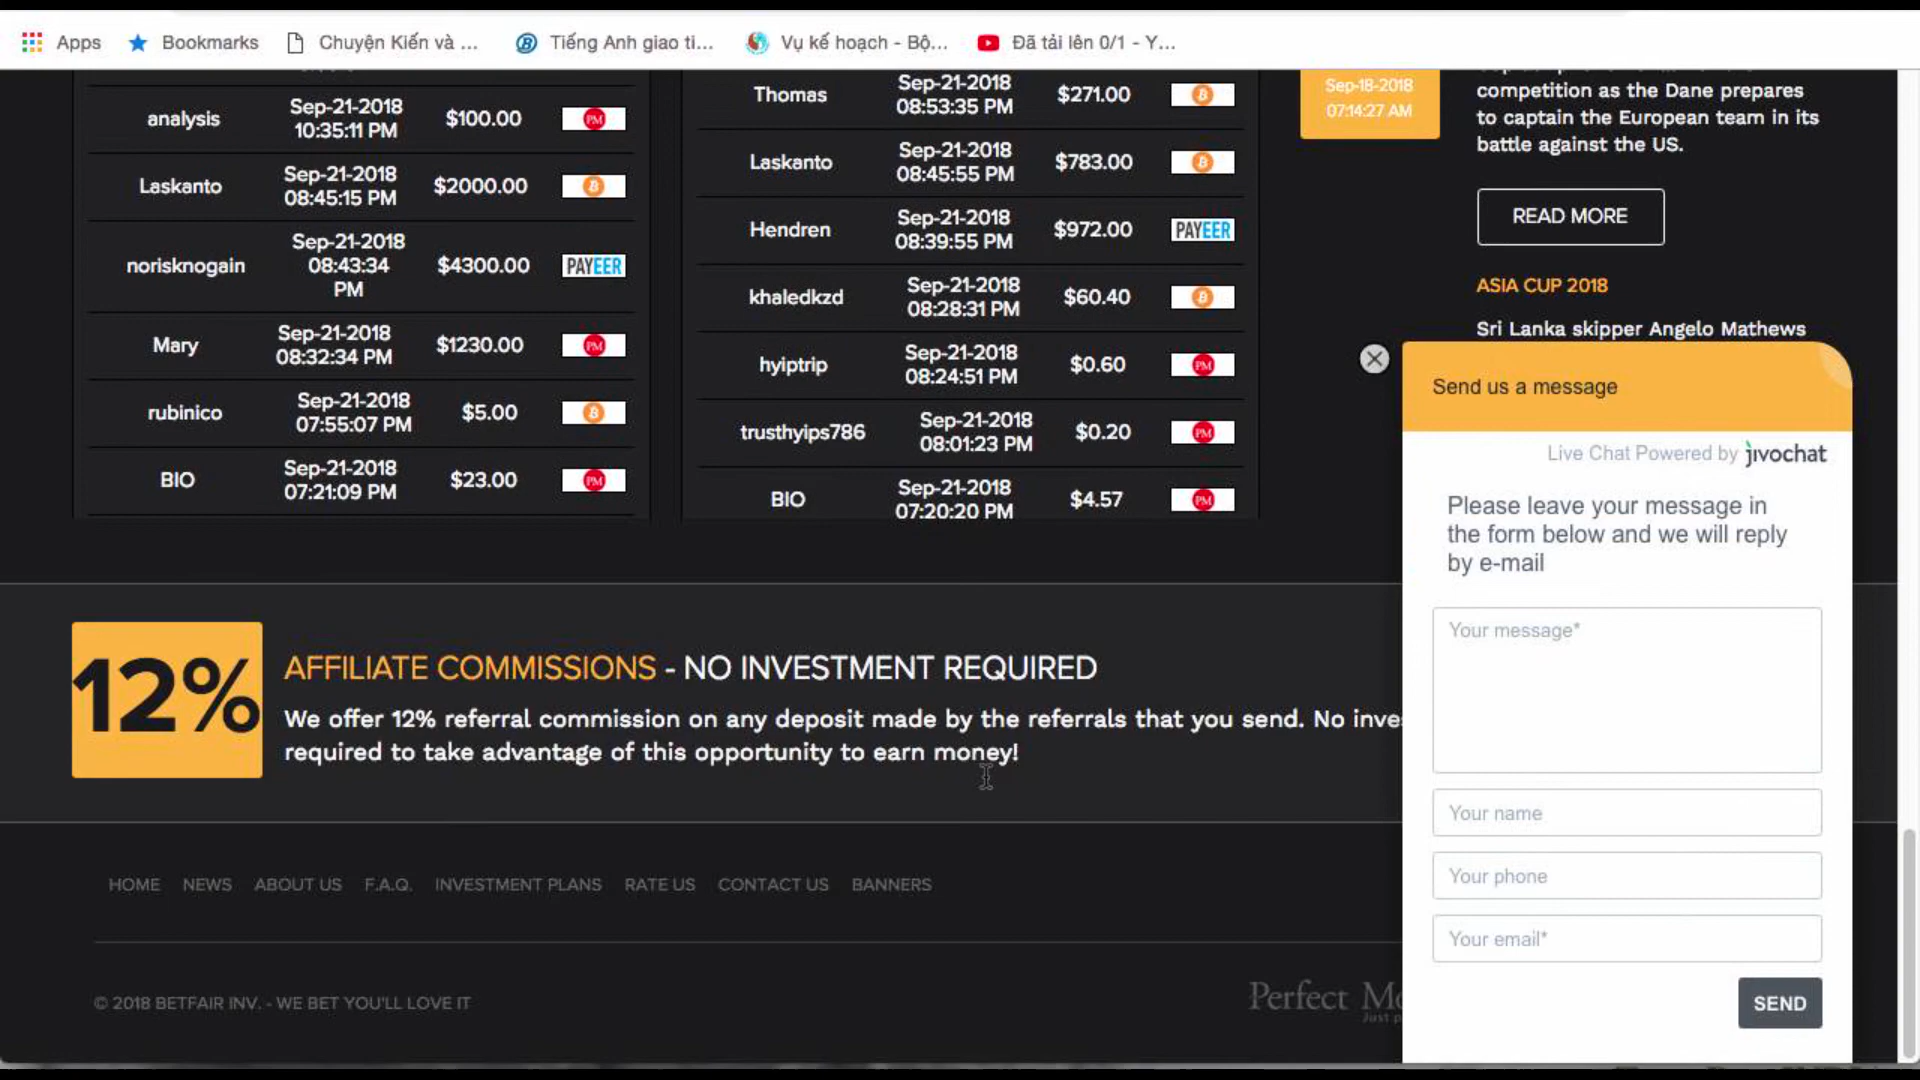 Apps
Bookmarks
Chuyện Kiến và ...
Tiếng Anh giao ti...
Vụ kế hoạch - Bộ...
Đã tải lên 0/1 - Y...
analysis
Sep-21-2018
10:35:11 PM
$100.00
PM
Laskanto
Sep-21-2018
08:45:15 PM
$2000.00
norisknogain
Sep-21-2018
08:43:34
PM
$4300.00
PAYEER
Mary
Sep-21-2018
08:32:34 PM
$1230.00
PM
rubinico
Sep-21-2018
07:55:07 PM
$5.00
BIO
Sep-21-2018
07:21:09 PM
$23.00
PM
Thomas
Sep-21-2018
08:53:35 PM
$271.00
Laskanto
Sep-21-2018
08:45:55 PM
$783.00
Hendren
Sep-21-2018
08:39:55 PM
$972.00
PAYEER
khaledkzd
Sep-21-2018
08:28:31 PM
$60.40
hyiptrip
Sep-21-2018
08:24:51 PM
$0.60
PM
trusthyips786
Sep-21-2018
08:01:23 PM
$0.20
PM
BIO
Sep-21-2018
07:20:20 PM
$4.57
PM
Sep-18-2018
07:14:27 AM
competition as the Dane prepares
to captain the European team in its
battle against the US.
READ MORE
ASIA CUP 2018
Sri Lanka skipper Angelo Mathews
Send us a message
Live Chat Powered by jivochat
Please leave your message in
the form below and we will reply
by e-mail
Your message*
Your name
Your phone
Your email*
SEND
12%
AFFILIATE COMMISSIONS - NO INVESTMENT REQUIRED
We offer 12% referral commission on any deposit made by the referrals that you send. No inve
required to take advantage of this opportunity to earn money!
HOME
NEWS
ABOUT US
F.A.Q.
INVESTMENT PLANS
RATE US
CONTACT US
BANNERS
© 2018 BETFAIR INV. - WE BET YOU'LL LOVE IT
Perfect Mo
Just p